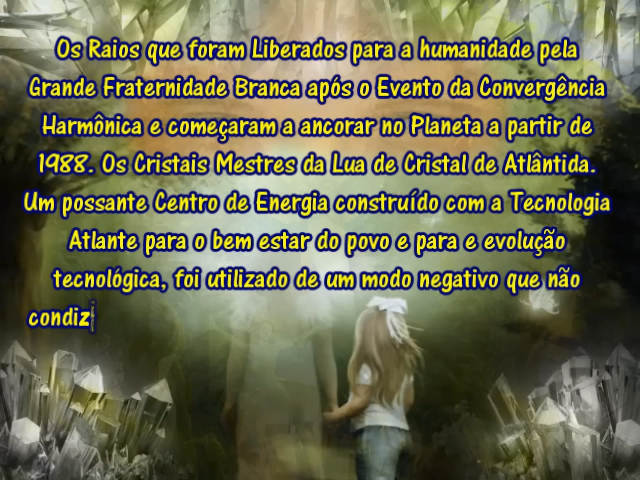 Os Raios que foram Liberados para a humanidade pela
Grande Fraternidade Branca após o Evento da Convergência
Harmônica e começaram a ancorar no Planeta a partir de
1988. Os Cristais Mestres da Lua de Cristal de Atlântida.
Um possante Centro de Energia construído com a Tecnologia
Atlante para o bem estar do povo e para e evolução
tecnológica, foi utilizado de um modo negativo que não
condiz